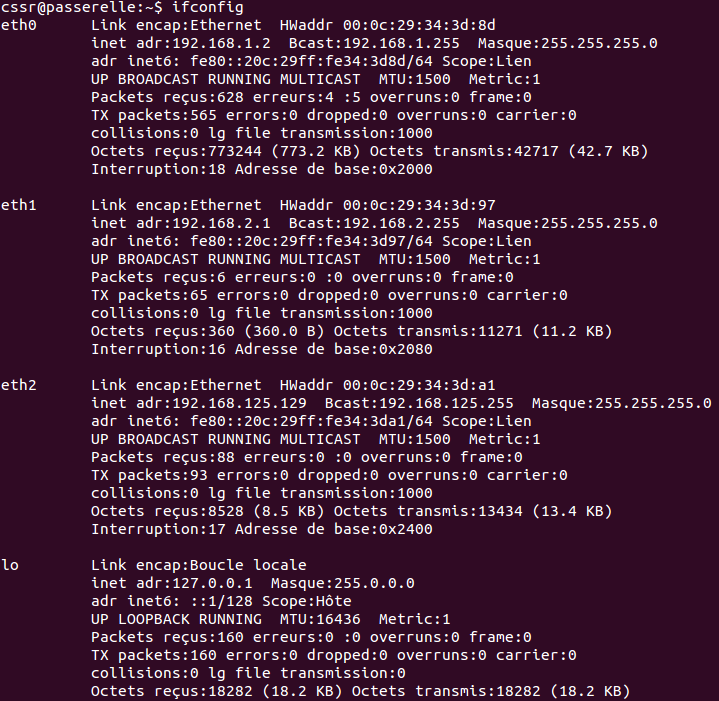 cssr@passerelle:~$ ifconfig
eth0      Link encap:Ethernet  HWaddr 00:0c:29:34:3d:8d
          inet adr:192.168.1.2  Bcast:192.168.1.255  Masque:255.255.255.0
          adr inet6: fe80::20c:29ff:fe34:3d8d/64 Scope:Lien
          UP BROADCAST RUNNING MULTICAST  MTU:1500  Metric:1
          Packets reçus:628 erreurs:4 :5 overruns:0 frame:0
          TX packets:565 errors:0 dropped:0 overruns:0 carrier:0
          collisions:0 lg file transmission:1000
          Octets reçus:773244 (773.2 KB) Octets transmis:42717 (42.7 KB)
          Interruption:18 Adresse de base:0x2000

eth1      Link encap:Ethernet  HWaddr 00:0c:29:34:3d:97
          inet adr:192.168.2.1  Bcast:192.168.2.255  Masque:255.255.255.0
          adr inet6: fe80::20c:29ff:fe34:3d97/64 Scope:Lien
          UP BROADCAST RUNNING MULTICAST  MTU:1500  Metric:1
          Packets reçus:6 erreurs:0 :0 overruns:0 frame:0
          TX packets:65 errors:0 dropped:0 overruns:0 carrier:0
          collisions:0 lg file transmission:1000
          Octets reçus:360 (360.0 B) Octets transmis:11271 (11.2 KB)
          Interruption:16 Adresse de base:0x2080

eth2      Link encap:Ethernet  HWaddr 00:0c:29:34:3d:a1
          inet adr:192.168.125.129  Bcast:192.168.125.255  Masque:255.255.255.0
          adr inet6: fe80::20c:29ff:fe34:3da1/64 Scope:Lien
          UP BROADCAST RUNNING MULTICAST  MTU:1500  Metric:1
          Packets reçus:88 erreurs:0 :0 overruns:0 frame:0
          TX packets:93 errors:0 dropped:0 overruns:0 carrier:0
          collisions:0 lg file transmission:1000
          Octets reçus:8528 (8.5 KB) Octets transmis:13434 (13.4 KB)
          Interruption:17 Adresse de base:0x2400

lo        Link encap:Boucle locale
          inet adr:127.0.0.1  Masque:255.0.0.0
          adr inet6: ::1/128 Scope:Hôte
          UP LOOPBACK RUNNING  MTU:16436  Metric:1
          Packets reçus:160 erreurs:0 :0 overruns:0 frame:0
          TX packets:160 errors:0 dropped:0 overruns:0 carrier:0
          collisions:0 lg file transmission:0
          Octets reçus:18282 (18.2 KB) Octets transmis:18282 (18.2 KB)